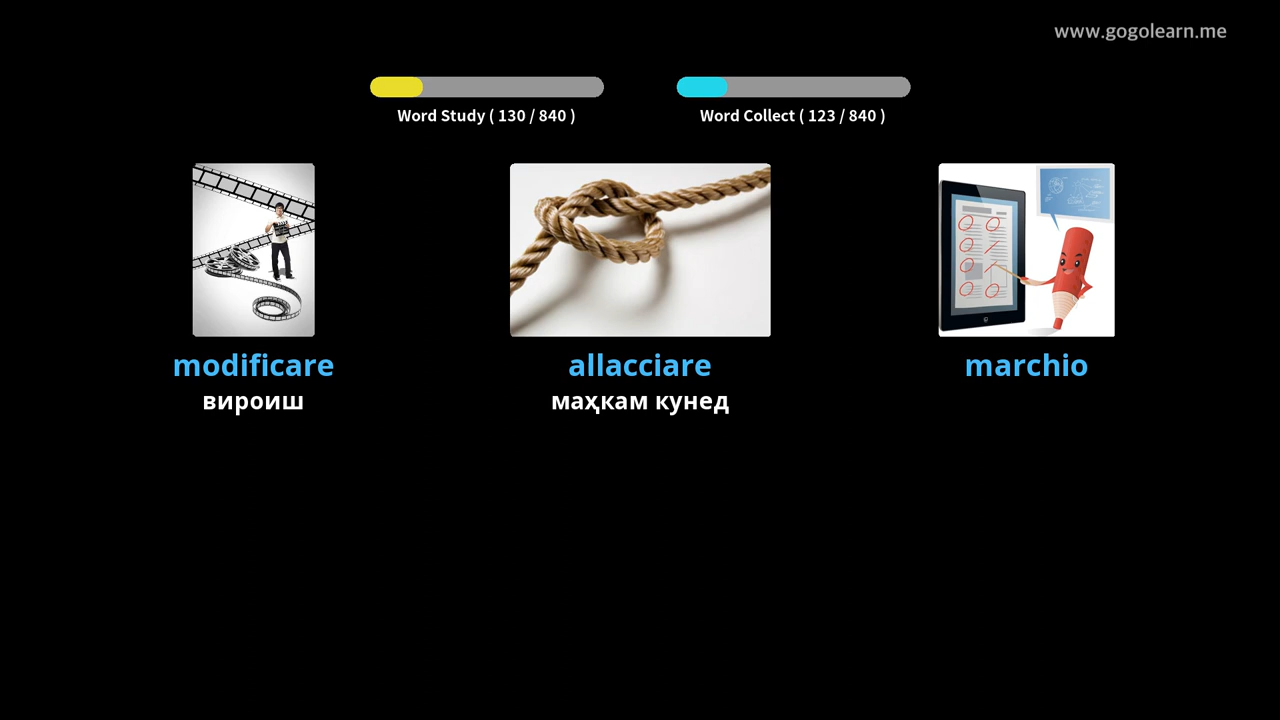 www.gogolearn.me
Word Study ( 130 / 840 )
Word Collect ( 123 / 840 )
modificare
allacciare
marchio
вироиш
маҳкам кунед